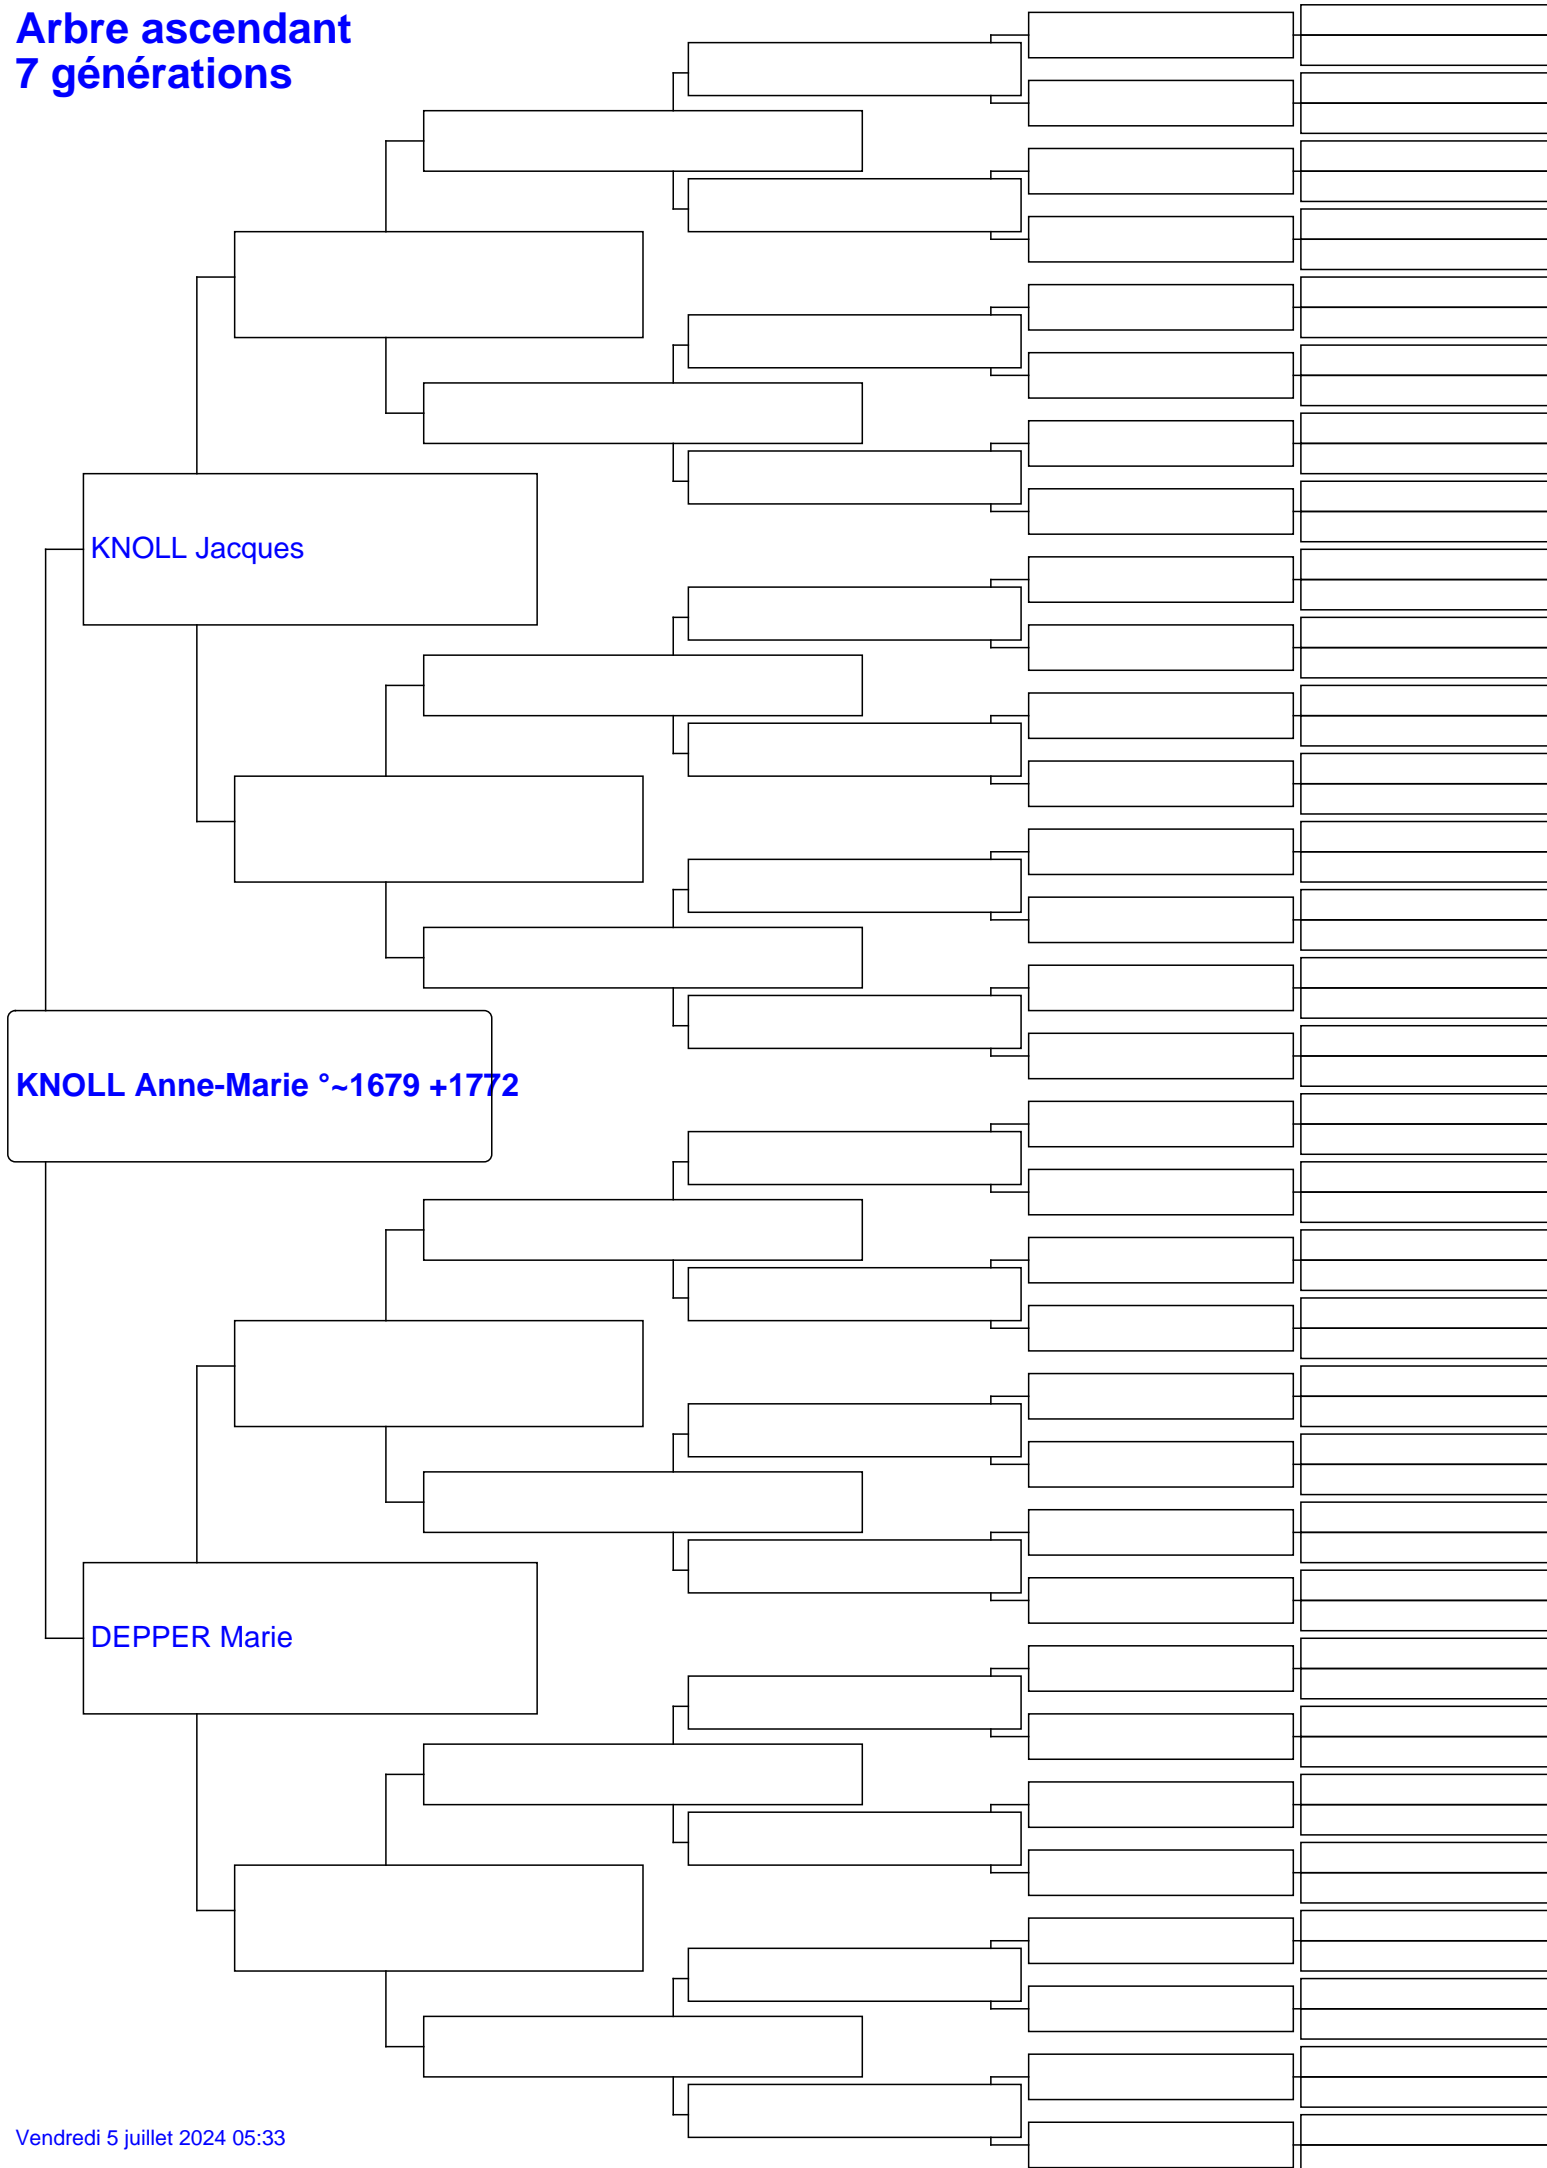 Arbre ascendant
7 générations
KNOLL Jacques
KNOLL Anne-Marie °~1679 +1772
DEPPER Marie
Vendredi 5 juillet 2024 05:33